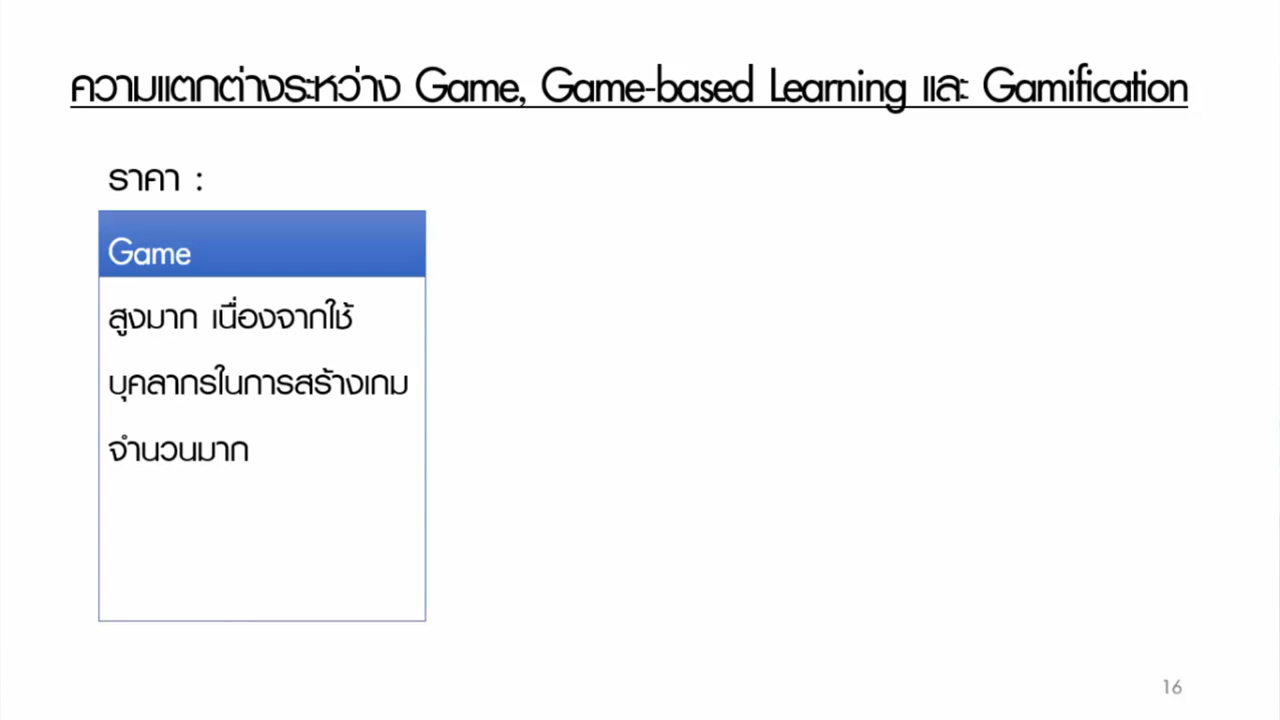 ความแตกต่างระหว่าง Game, Game-based Learning และ Gamification
ราคา :
Game
สูงมาก เนื่องจากใช้
บุคลากรในการสร้างเกม
จำนวนมาก
16